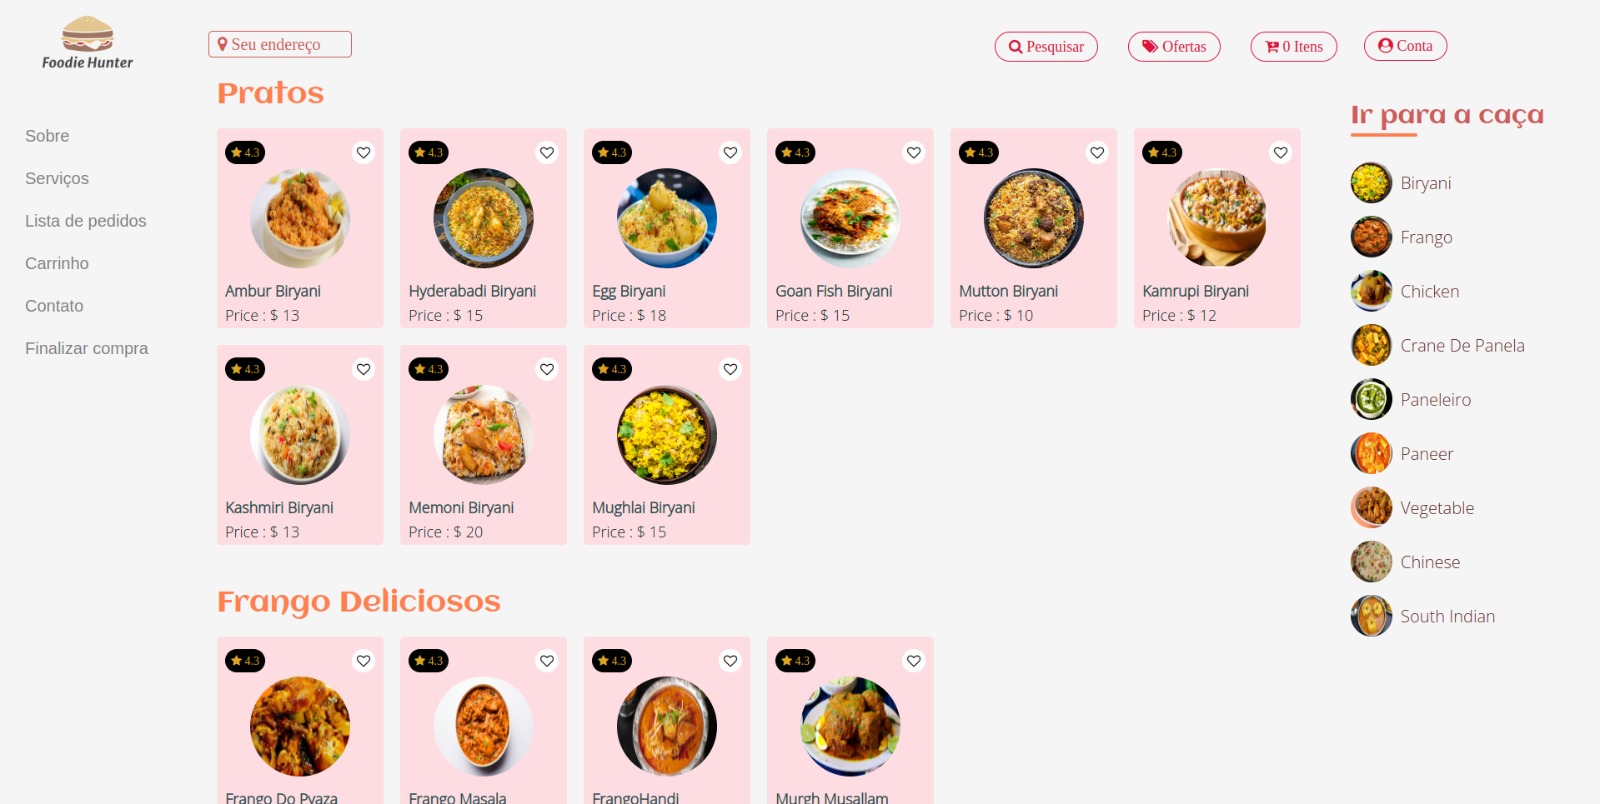 Foodie Hunter
Seu endereço
Pesquisar
Ofertas
0 Itens
Conta
Sobre
Serviços
Lista de pedidos
Carrinho
Contato
Finalizar compra
Pratos
4.3
Ambur Biryani
Price : $ 13
4.3
Hyderabadi Biryani
Price : $ 15
4.3
Egg Biryani
Price : $ 18
4.3
Goan Fish Biryani
Price : $ 15
4.3
Mutton Biryani
Price : $ 10
4.3
Kamrupi Biryani
Price : $ 12
4.3
Kashmiri Biryani
Price : $ 13
4.3
Memoni Biryani
Price : $ 20
4.3
Mughlai Biryani
Price : $ 15
Frango Deliciosos
4.3
Frango Do Pyaza
4.3
Frango Masala
4.3
FrangoHandi
4.3
Murgh Musallam
Ir para a caça
Biryani
Frango
Chicken
Crane De Panela
Paneleiro
Paneer
Vegetable
Chinese
South Indian